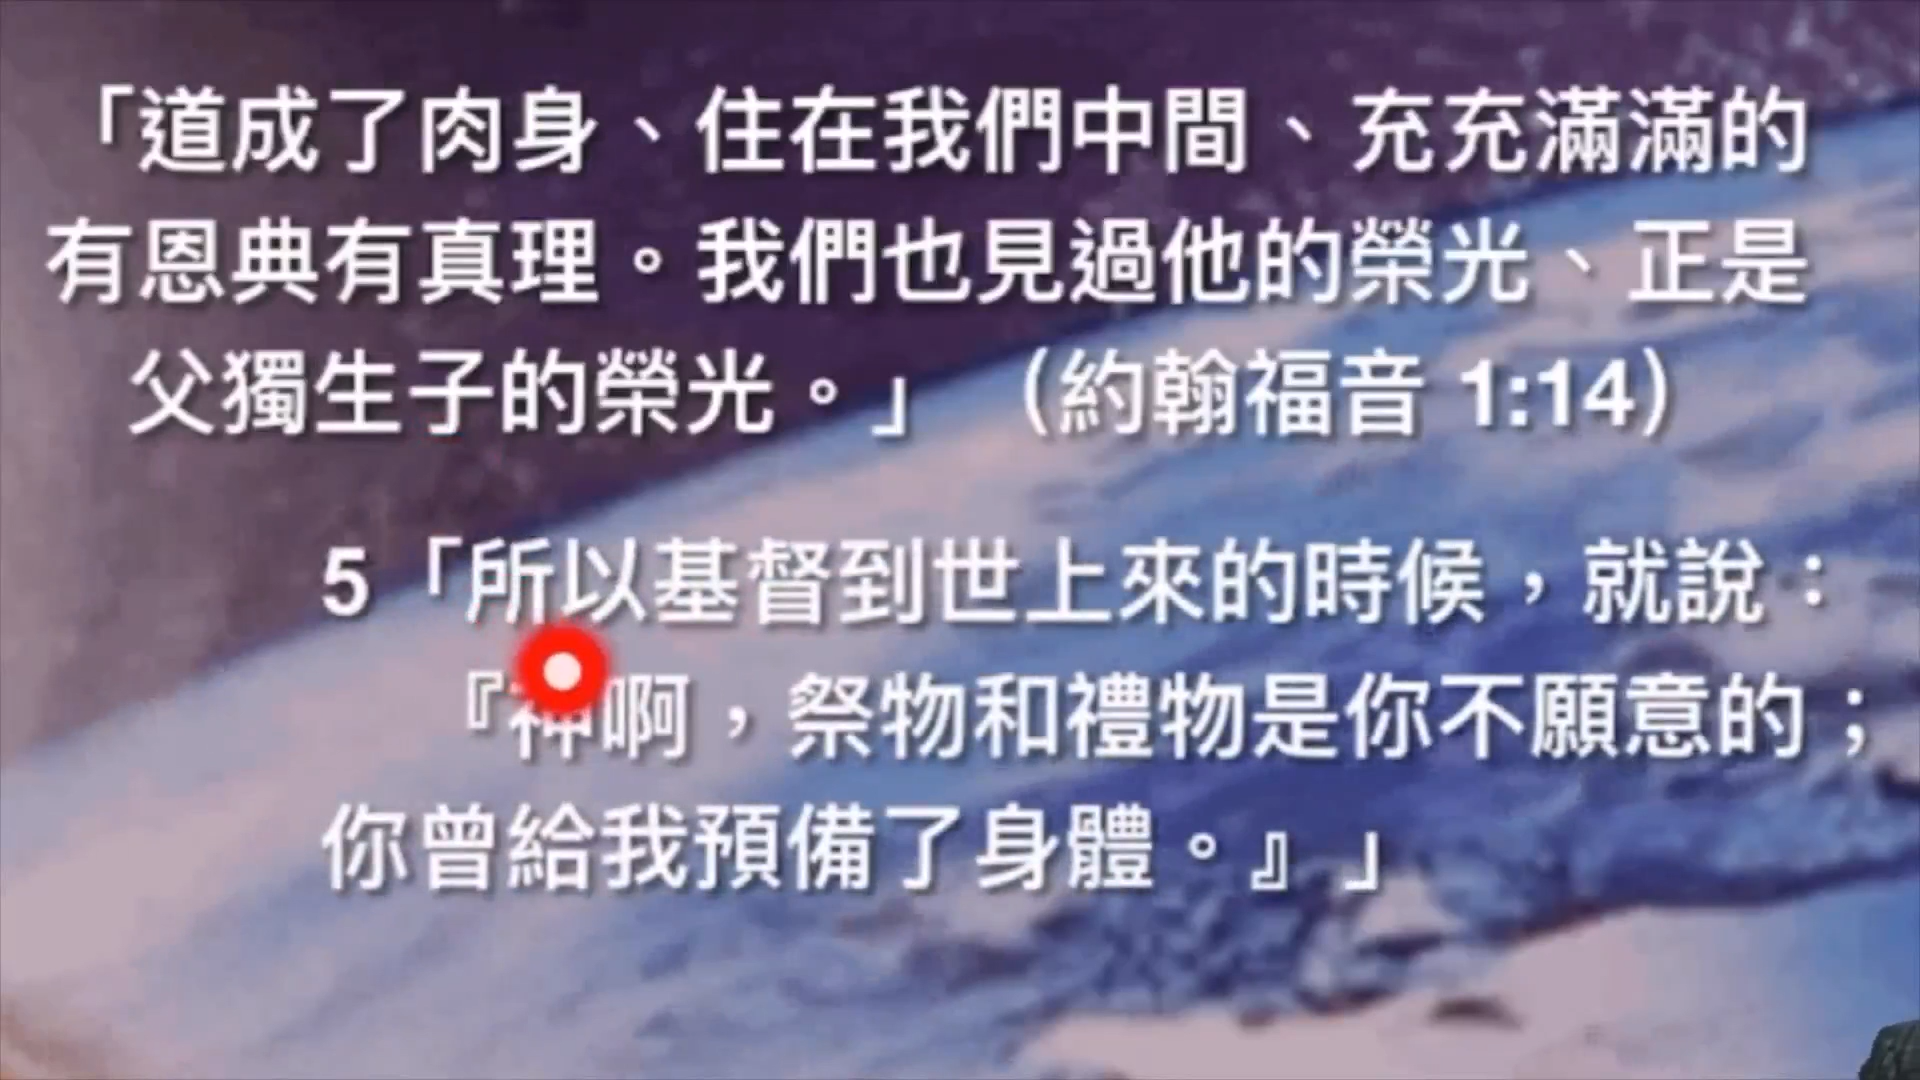 「道成了肉身、住在我們中間、充充滿滿的
有恩典有真理。我們也見過他的榮光、正是
父獨生子的榮光。」（約翰福音 1:14）
5「所以基督到世上來的時候，就說：
『神啊，祭物和禮物是你不願意的；
你曾給我預備了身體。』」